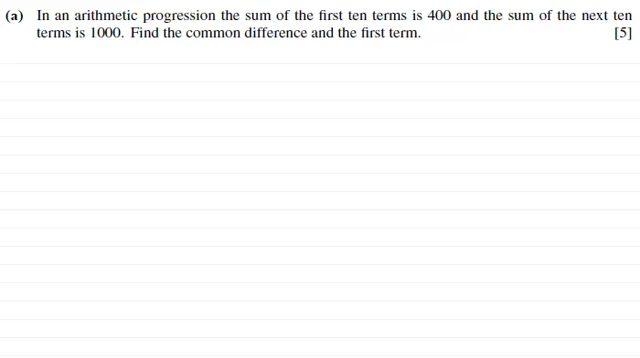 (a) In an arithmetic progression the sum of the first ten terms is 400 and the sum of the next ten
terms is 1000. Find the common difference and the first term. [5]